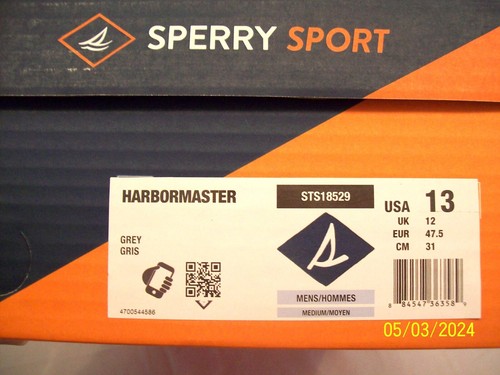 SPERRY SPORT
HARBORMASTER
STS18529
USA 13
UK 12
EUR 47.5
CM 31
GREY
GRIS
MENS/HOMMES
MEDIUM/MOYEN
4700544586
8 84547 36358 9
05/03/2024